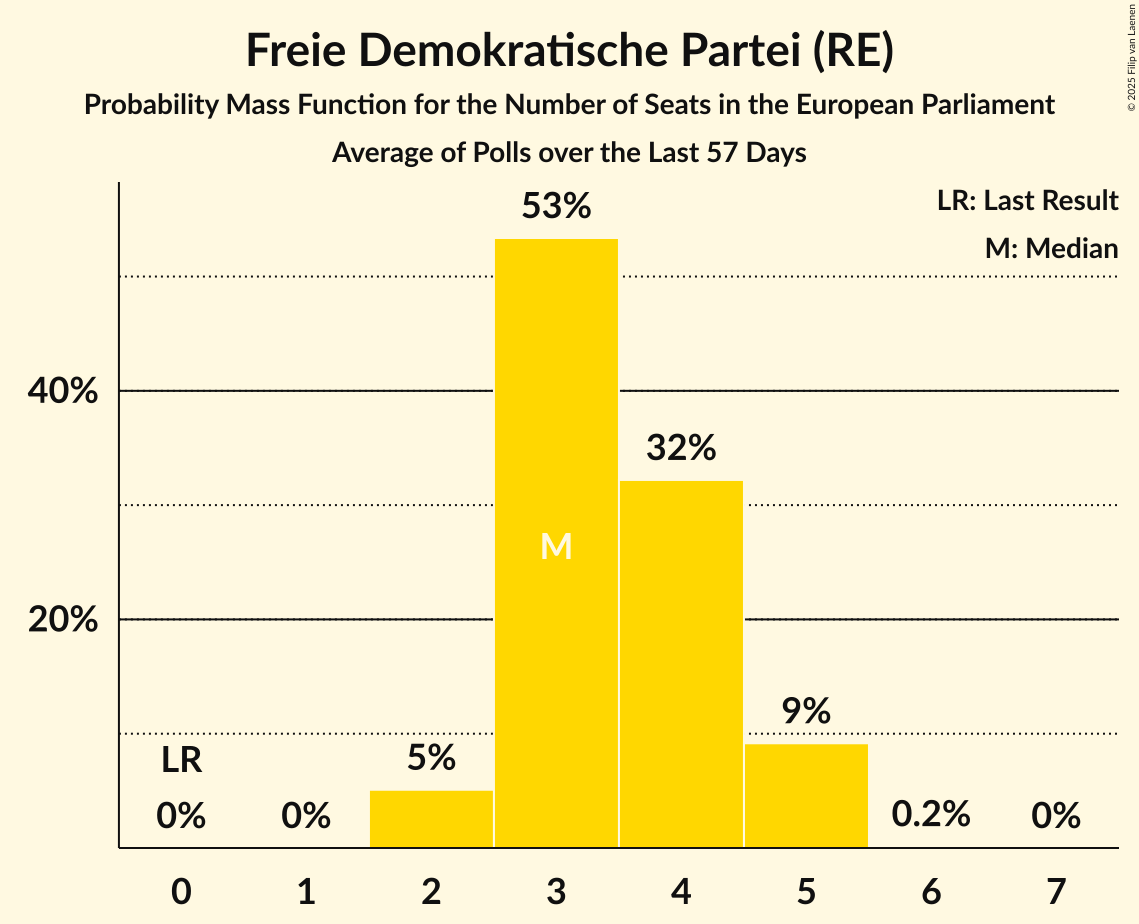 Freie Demokratische Partei (RE)
Probability Mass Function for the Number of Seats in the European Parliament
Average of Polls over the Last 57 Days
© 2025 Filip van Laenen
LR: Last Result
M: Median
53%
40%
32%
M
20%
9%
LR
5%
0%
0%
0.2%
0%
0 1 2 3 4 5 6 7